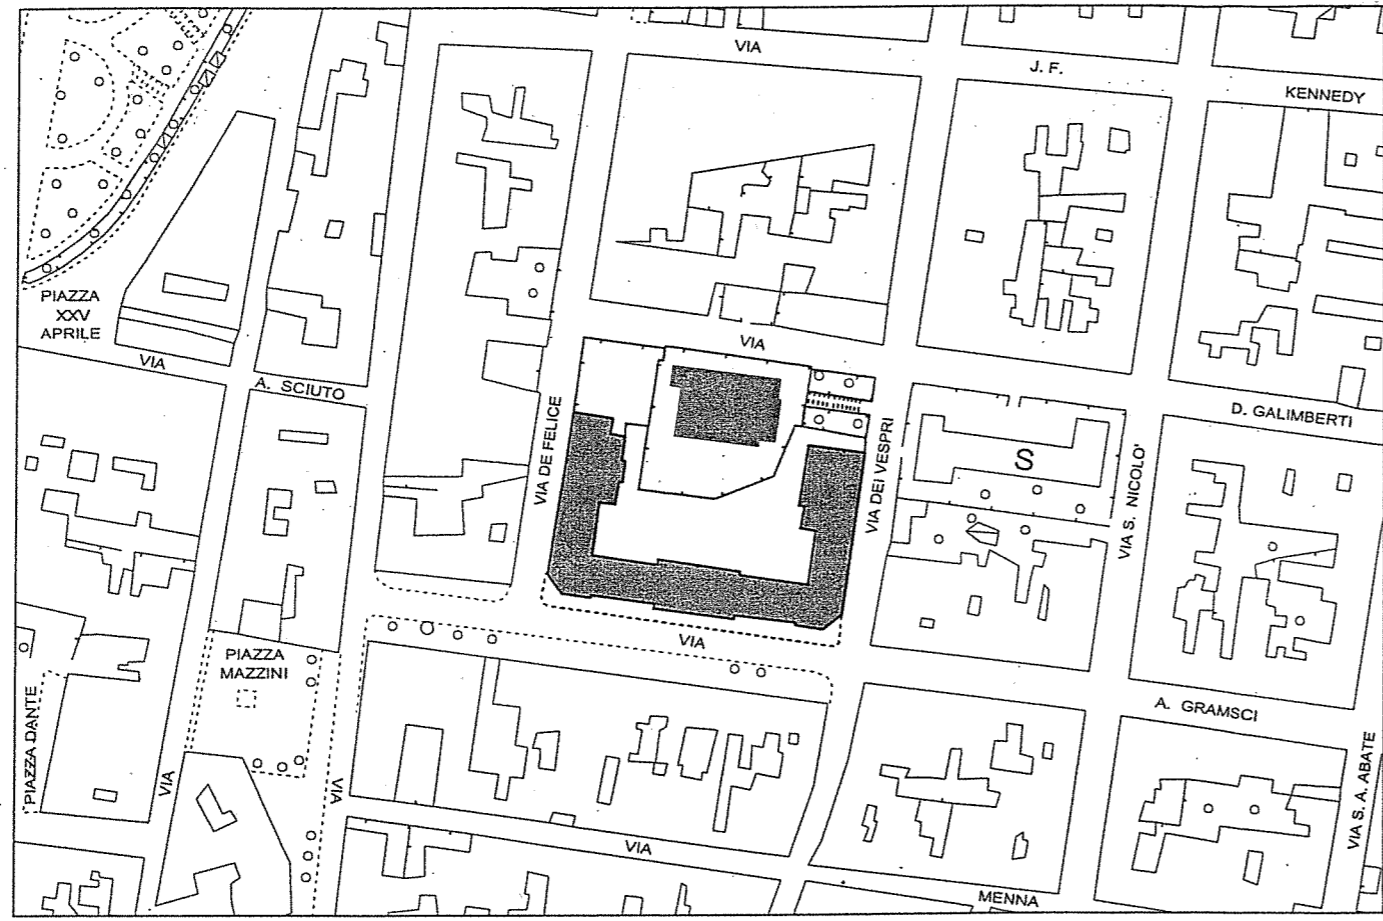 VIA
J. F.
KENNEDY
PIAZZA
XXV
APRILE
VIA
A. SCIUTO
VIA
D. GALIMBERTI
VIA DE FELICE
VIA DEI VESPRI
S
VIA S. NICOLO'
VIA
A. GRAMSCI
PIAZZA
MAZZINI
PIAZZA DANTE
VIA
VIA
VIA
MENNA
VIA S. A. ABATE